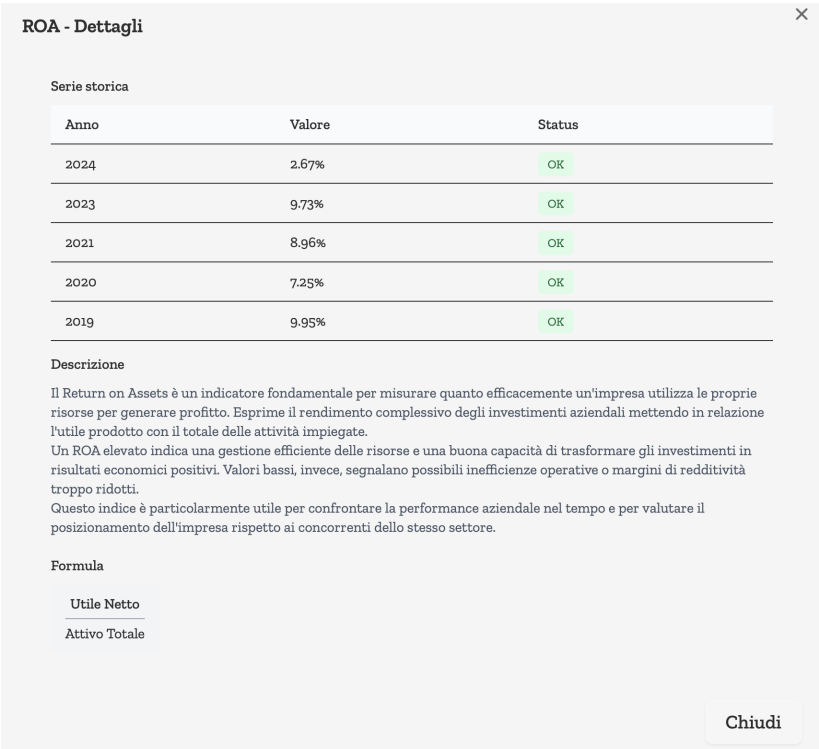 ROA - Dettagli
Serie storica
Anno Valore Status
2024 2.67% OK
2023 9.73% OK
2021 8.96% OK
2020 7.25% OK
2019 9.95% OK
Descrizione
Il Return on Assets è un indicatore fondamentale per misurare quanto efficacemente un'impresa utilizza le proprie
risorse per generare profitto. Esprime il rendimento complessivo degli investimenti aziendali mettendo in relazione
l'utile prodotto con il totale delle attività impiegate.
Un ROA elevato indica una gestione efficiente delle risorse e una buona capacità di trasformare gli investimenti in
risultati economici positivi. Valori bassi, invece, segnalano possibili inefficienze operative o margini di redditività
troppo ridotti.
Questo indice è particolarmente utile per confrontare la performance aziendale nel tempo e per valutare il
posizionamento dell'impresa rispetto ai concorrenti dello stesso settore.
Formula
Utile Netto
Attivo Totale
Chiudi